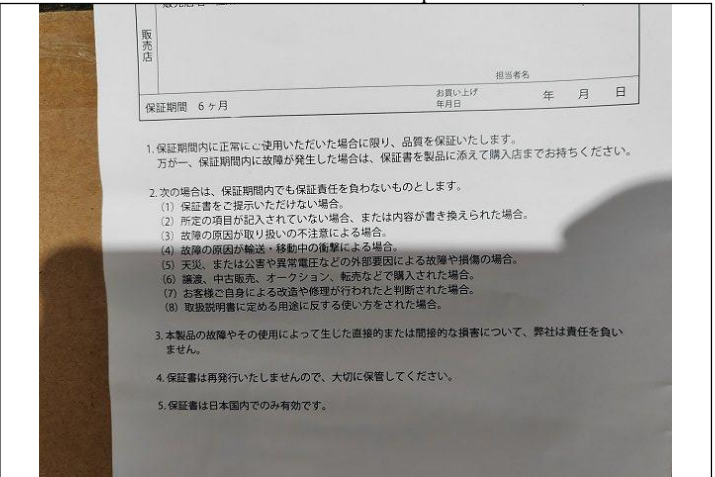 販売店
担当者名
保証期間 6ヶ月
お買い上げ
年月日
年 月 日
1. 保証期間内に正常にご使用いただいた場合に限り、品質を保証いたします。
万が一、保証期間内に故障が発生した場合は、保証書を製品に添えて購入店までお持ちください。
2. 次の場合は、保証期間内でも保証責任を負わないものとします。
(1) 保証書をご提示いただけない場合。
(2) 所定の項目が記入されていない場合、または内容が書き換えられた場合。
(3) 故障の原因が取り扱いの不注意による場合。
(4) 故障の原因が輸送・移動中の衝撃による場合。
(5) 天災、または公害や異常電圧などの外部要因による故障や損傷の場合。
(6) 譲渡、中古販売、オークション、転売などで購入された場合。
(7) お客様ご自身による改造や修理が行われたと判断された場合。
(8) 取扱説明書に定める用途に反する使い方をされた場合。
3. 本製品の故障やその使用によって生じた直接的または間接的な損害について、弊社は責任を負い
ません。
4. 保証書は再発行いたしませんので、大切に保管してください。
5. 保証書は日本国内でのみ有効です。